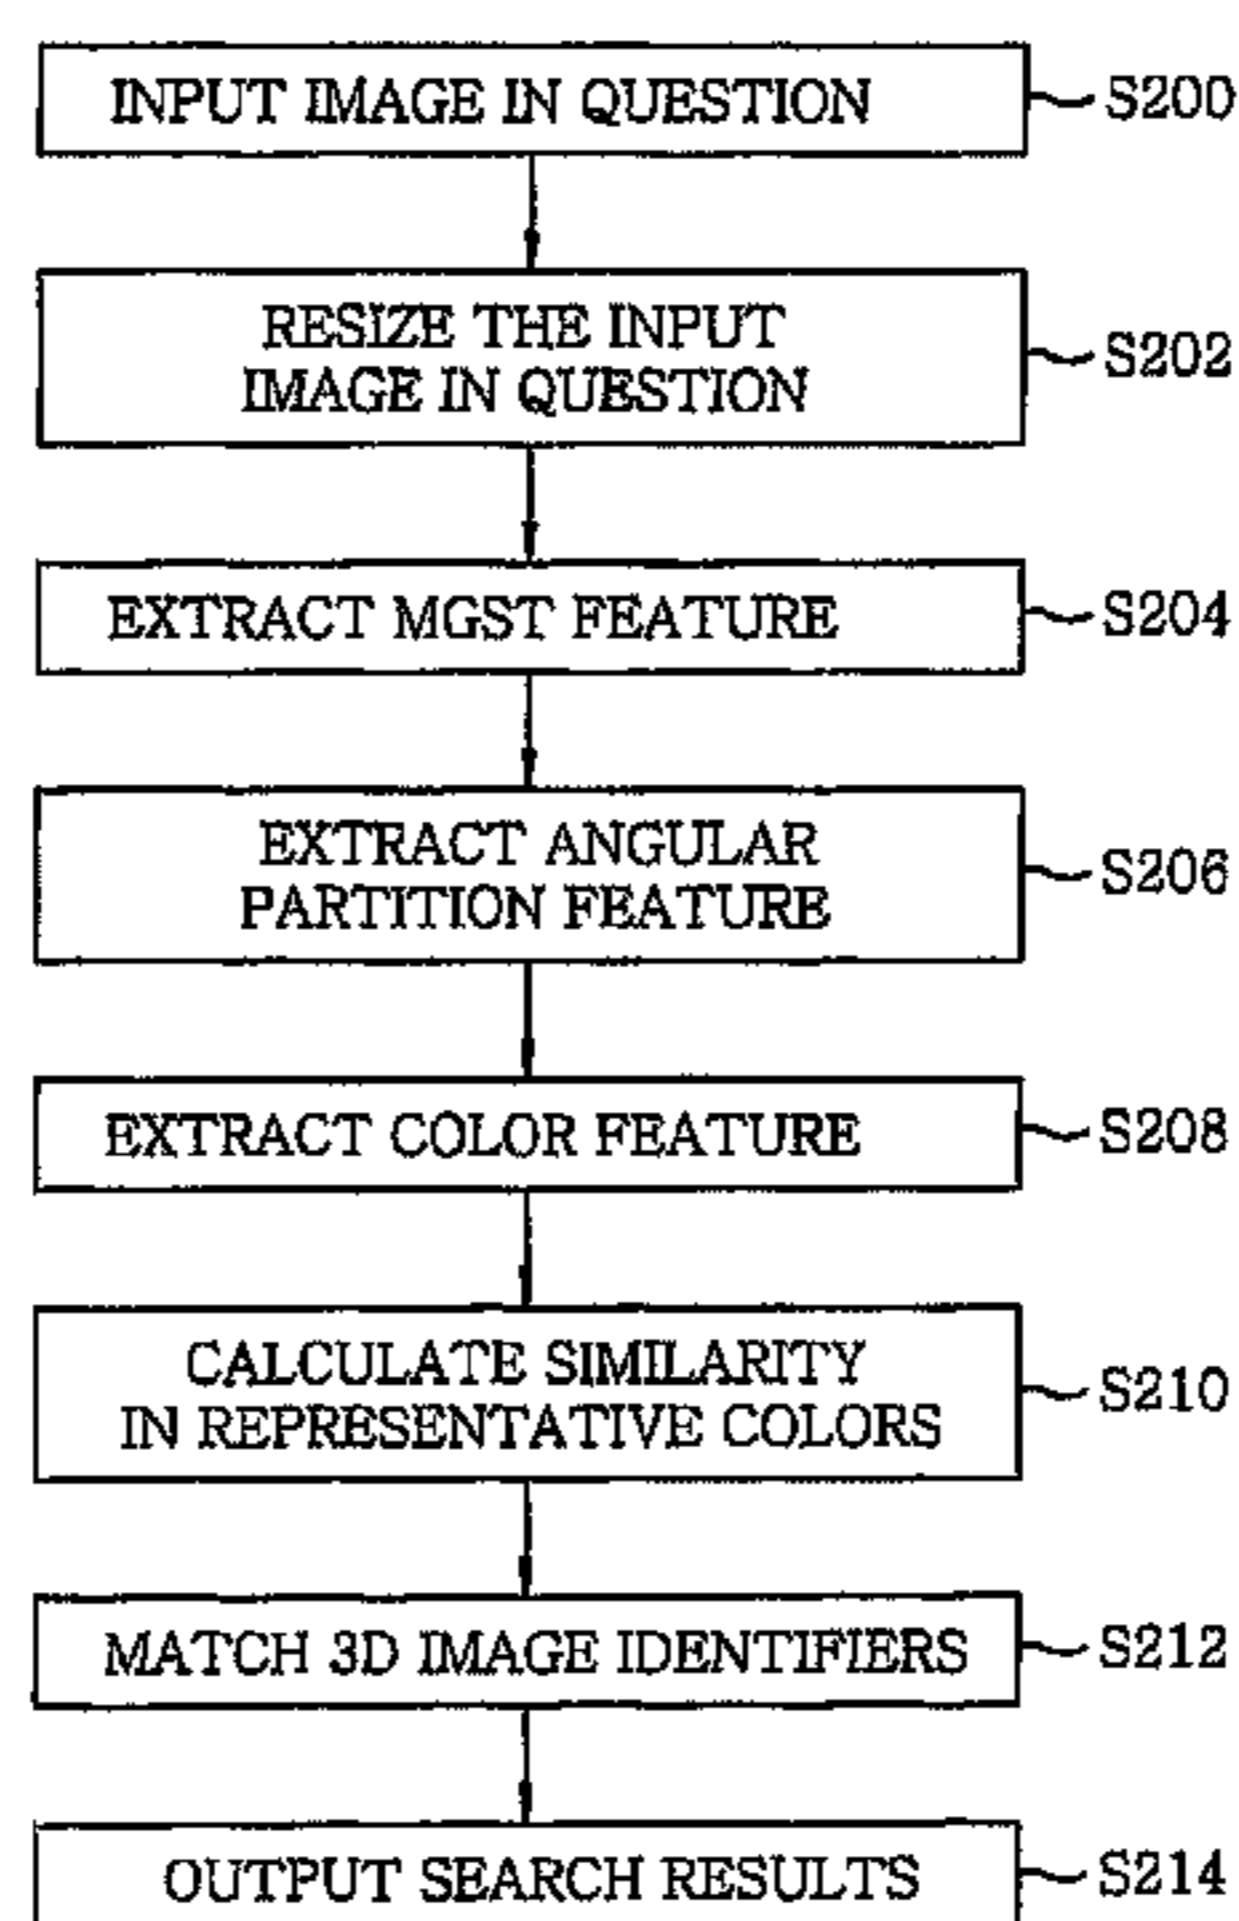 INPUT IMAGE IN QUESTION S200
RESIZE THE INPUT
IMAGE IN QUESTION
S202
EXTRACT MGST FEATURE S204
EXTRACT ANGULAR
PARTITION FEATURE
S206
EXTRACT COLOR FEATURE S208
CALCULATE SIMILARITY
IN REPRESENTATIVE COLORS
S210
MATCH 3D IMAGE IDENTIFIERS S212
OUTPUT SEARCH RESULTS S214